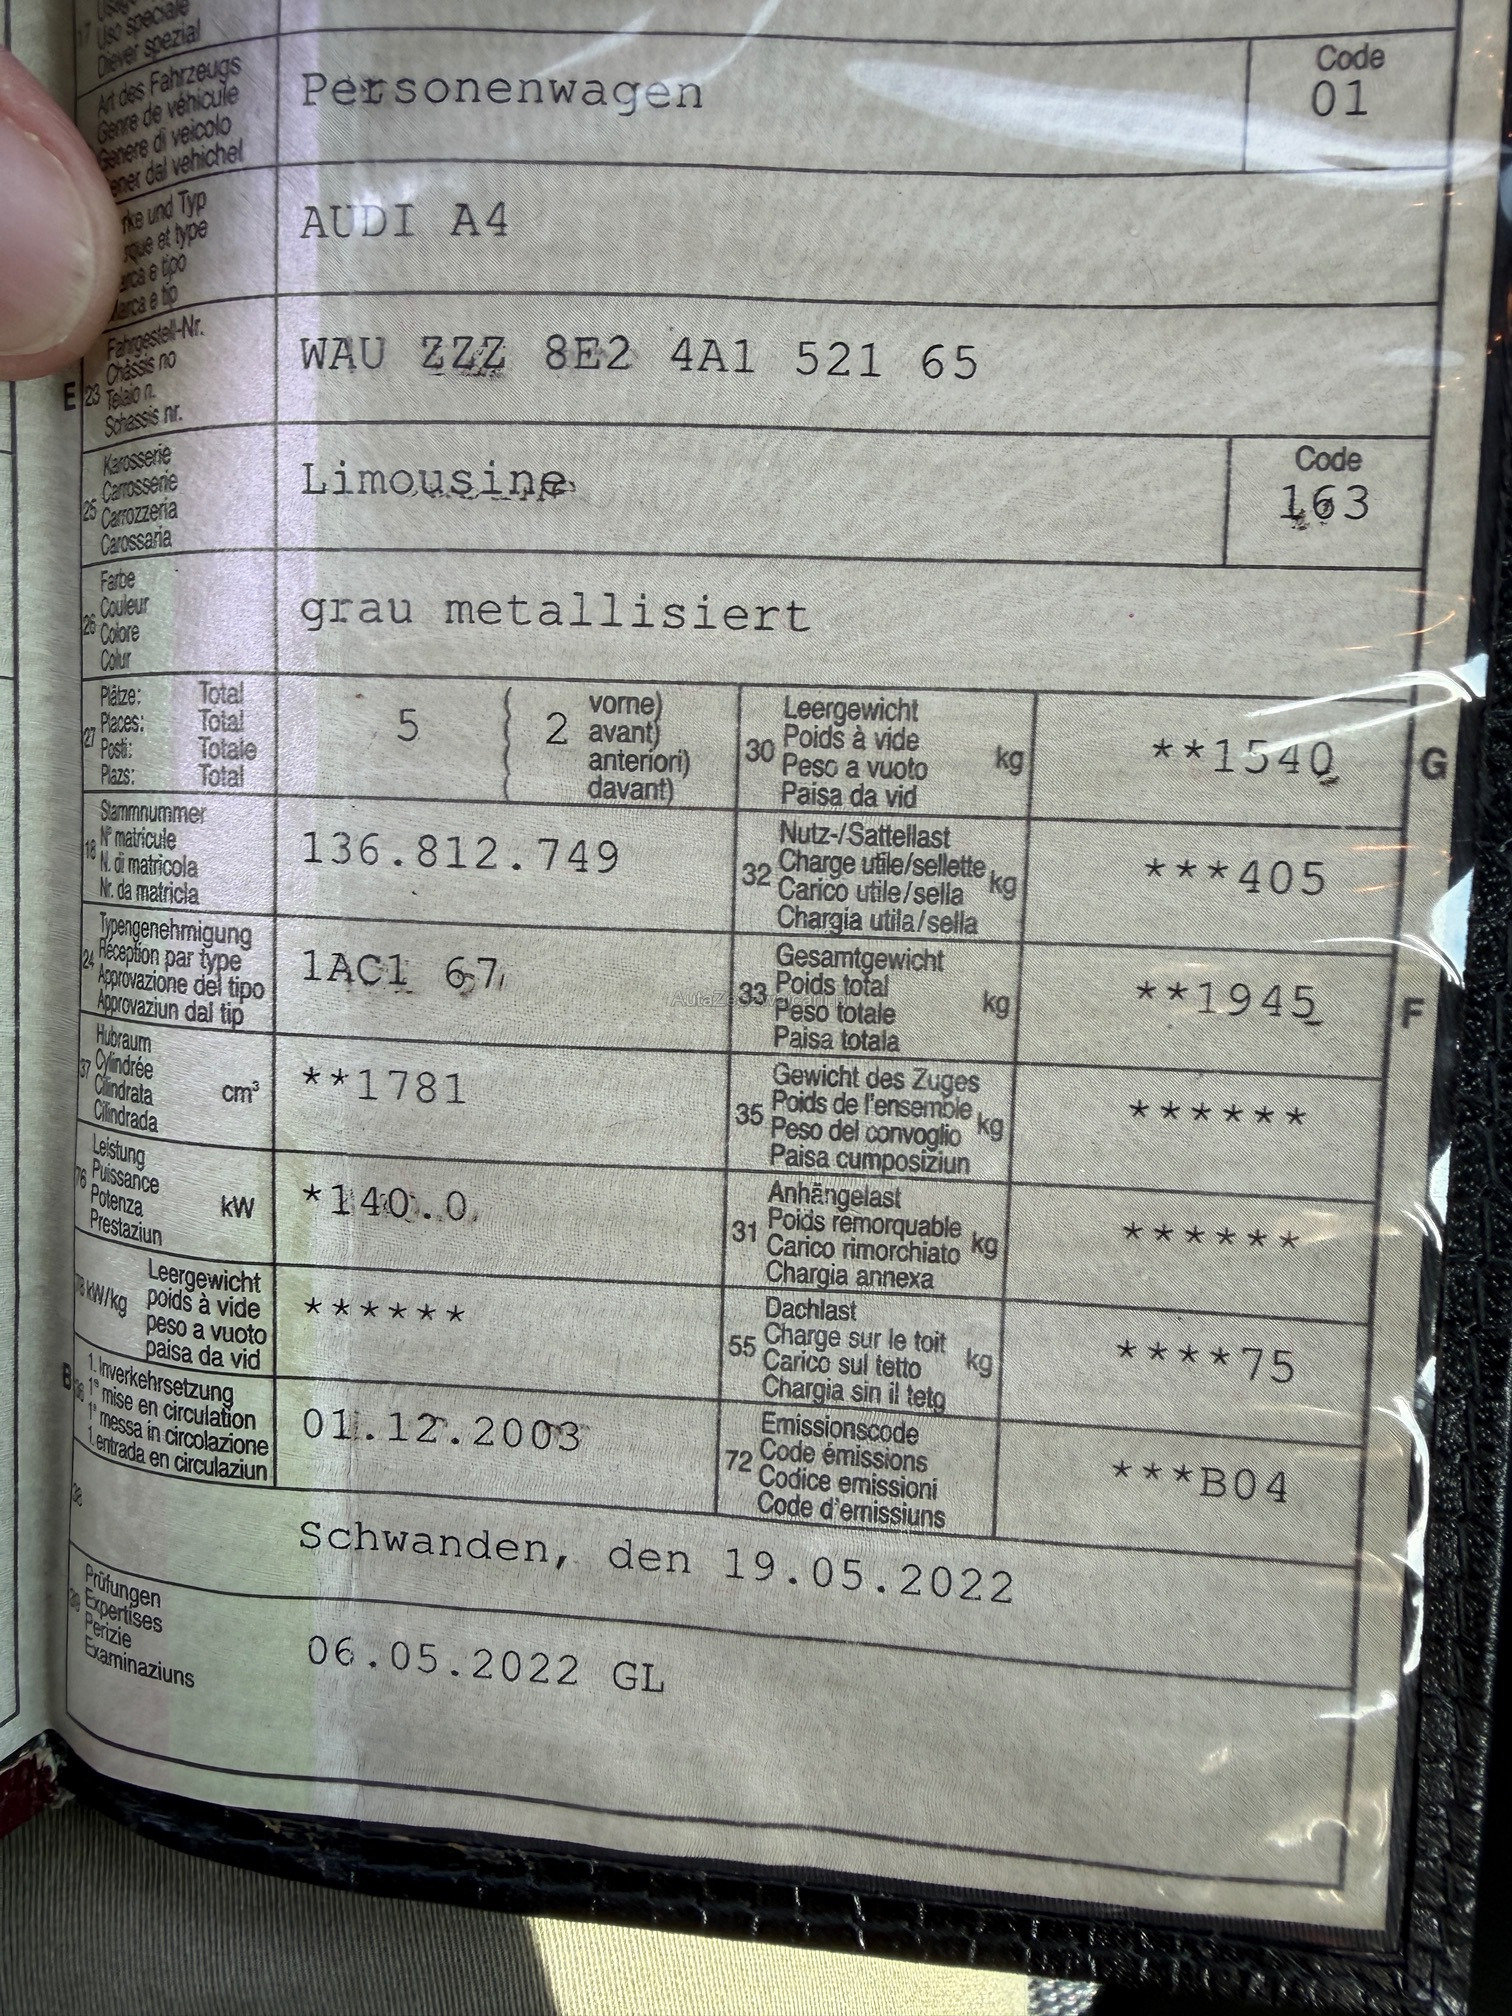 Uso speciale
Diever spezial
Art des Fahrzeugs
Genre de véhicule
Genere di veicolo
dal vehichel
Personenwagen
Code
01
und Typ
et type
e tipo
e tip
AUDI A4
E
23
Fahrgestell-Nr.
Châssis no
Telaio n.
Schassis nr.
WAU ZZZ 8E2 4A1 521 65
25
Karosserie
Carrosserie
Carrozzeria
Carossaria
Limousine
Code
163
26
Farbe
Couleur
Colore
Colur
grau metallisiert
27
Plätze: Total
Places: Total
Posti: Totale
Plazs: Total
5
2
vorne)
avant)
anteriori)
davant)
30
Leergewicht
Poids à vide
Peso a vuoto
Paisa da vid
kg
**1540
G
18
Stammnummer
N° matricule
N. di matricola
Nr. da matricla
136.812.749
32
Nutz-/Sattellast
Charge utile/sellette
Carico utile/sella
Chargia utila/sella
kg
***405
24
Typengenehmigung
Réception par type
Approvazione del tipo
Approvaziun dal tip
1AC1 67
33
Gesamtgewicht
Poids total
Peso totale
Paisa totala
kg
**1945
F
37
Hubraum
Cylindrée
Cilindrata
Cilindrada
cm³
**1781
35
Gewicht des Zuges
Poids de l'ensemble
Peso del convoglio
Paisa cumposiziun
kg
******
76
Leistung
Puissance
Potenza
Prestaziun
kW
*140.0
31
Anhängelast
Poids remorquable
Carico rimorchiato
Chargia annexa
kg
******
78 kW/kg
Leergewicht
poids à vide
peso a vuoto
paisa da vid
******
55
Dachlast
Charge sur le toit
Carico sul tetto
Chargia sin il tetg
kg
****75
B
36
1. Inverkehrsetzung
1re mise en circulation
1a messa in circolazione
1. entrada en circulaziun
01.12.2003
72
Emissionscode
Code émissions
Codice emissioni
Code d'emissiuns
***B04
38
Schwanden, den 19.05.2022
39
Prüfungen
Expertises
Perizie
Examinaziuns
06.05.2022 GL